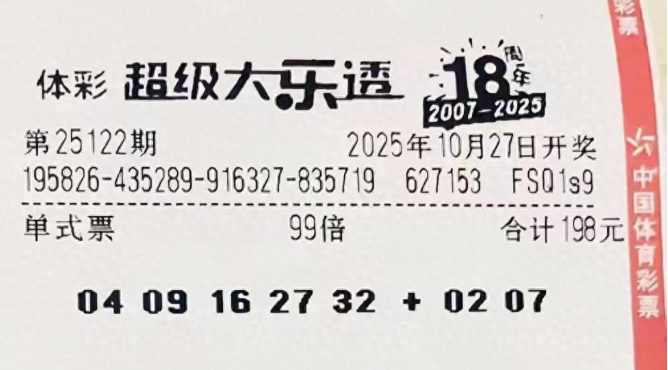 彩票
体彩 超级大乐透 18周年
2007-2025
第25122期 2025年10月27日开奖
195826-435289-916327-835719 627153 FSQ1s9
单式票 99倍 合计198元
04 09 16 27 32 + 02 07
中国体育彩票